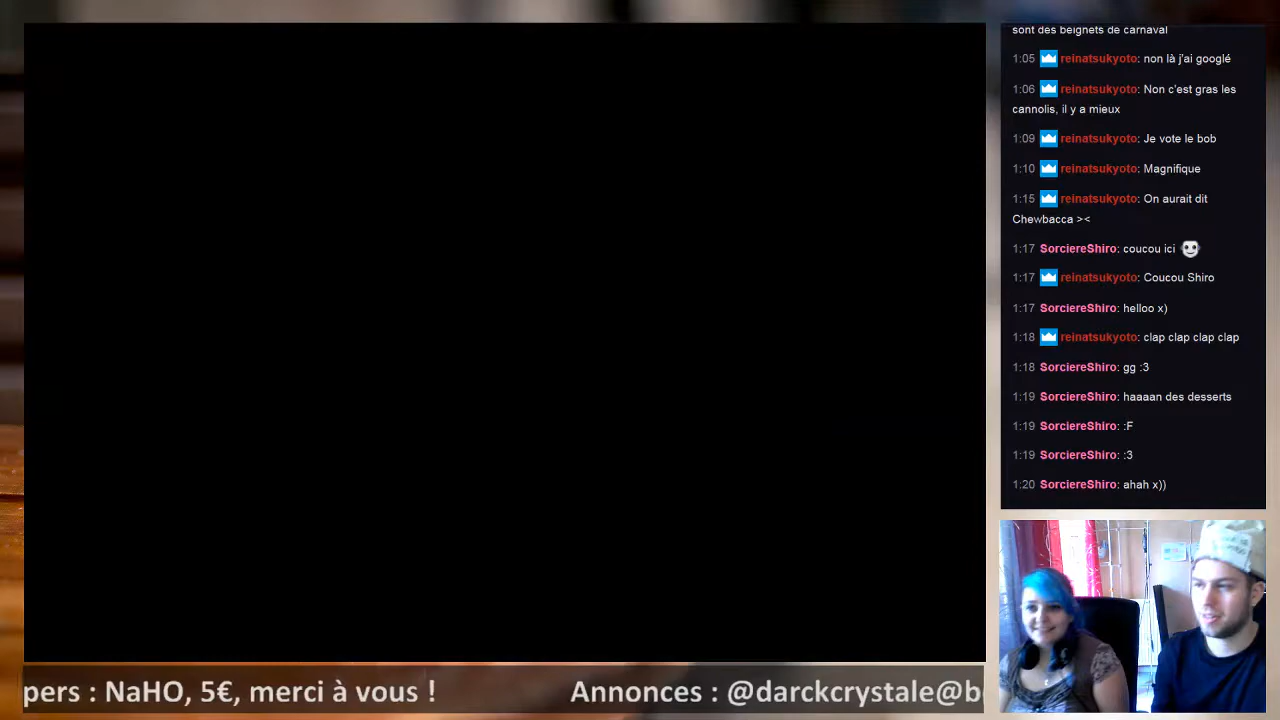 sont des beignets de carnaval
1:05 reinatsukyoto: non là j'ai googlé
1:06 reinatsukyoto: Non c'est gras les
cannolis, il y a mieux
1:09 reinatsukyoto: Je vote le bob
1:10 reinatsukyoto: Magnifique
1:15 reinatsukyoto: On aurait dit
Chewbacca ><
1:17 SorciereShiro: coucou ici
1:17 reinatsukyoto: Coucou Shiro
1:17 SorciereShiro: helloo x)
1:18 reinatsukyoto: clap clap clap clap
1:18 SorciereShiro: gg :3
1:19 SorciereShiro: haaaan des desserts
1:19 SorciereShiro: :F
1:19 SorciereShiro: :3
1:20 SorciereShiro: ahah x))
pers : NaHO, 5€, merci à vous ! Annonces : @darckcrystale@b